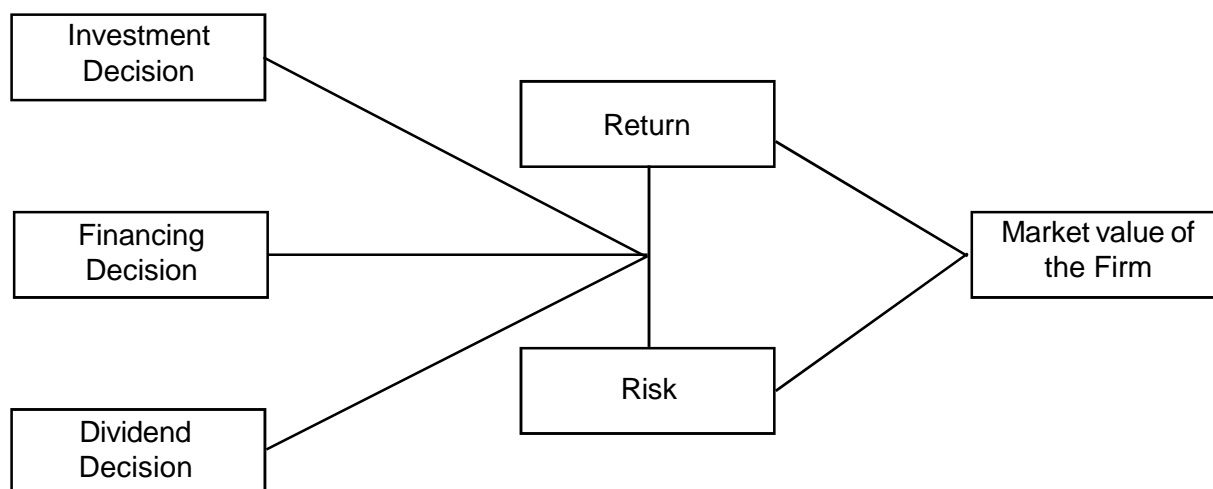 Investment
Decision
Return
Financing
Decision
Market value of
the Firm
Risk
Dividend
Decision